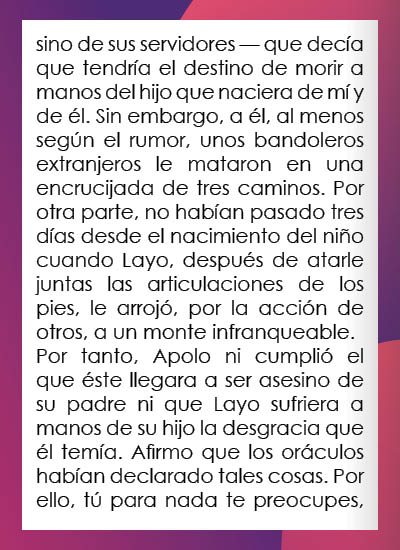 sino de sus servidores — que decía
que tendría el destino de morir a
manos del hijo que naciera de mí y
de él. Sin embargo, a él, al menos
según el rumor, unos bandoleros
extranjeros le mataron en una
encrucijada de tres caminos. Por
otra parte, no habían pasado tres
días desde el nacimiento del niño
cuando Layo, después de atarle
juntas las articulaciones de los
pies, le arrojó, por la acción de
otros, a un monte infranqueable.
Por tanto, Apolo ni cumplió el
que éste llegara a ser asesino de
su padre ni que Layo sufriera a
manos de su hijo la desgracia que
él temía. Afirmo que los oráculos
habían declarado tales cosas. Por
ello, tú para nada te preocupes,